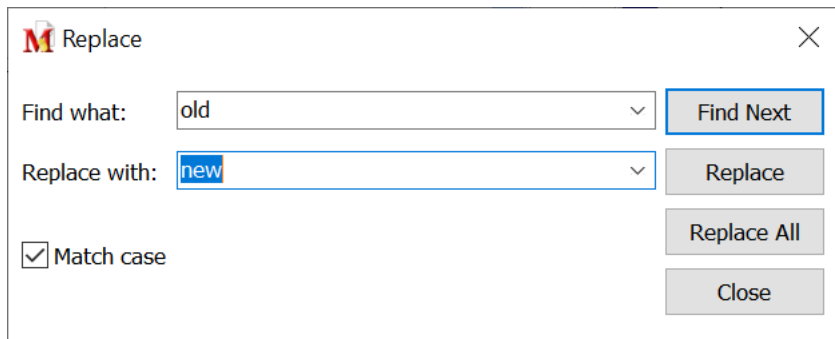 M Replace
Find what: old Find Next
Replace with: new Replace
Replace All
Match case
Close